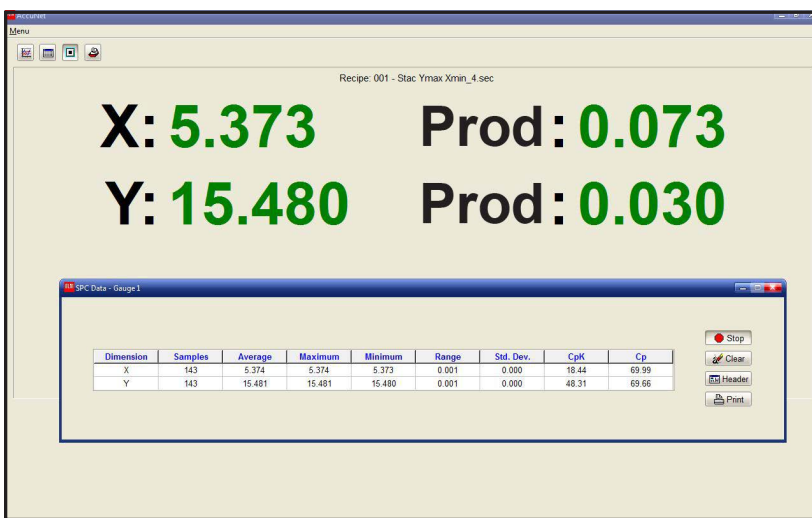 AccuNet
Menu
Recipe: 001 - Stac Ymax Xmin_4.sec
X: 5.373 Prod: 0.073
Y: 15.480 Prod: 0.030
SPC Data - Gauge 1
Stop
Dimension Samples Average Maximum Minimum Range Std. Dev. CpK Cp
X 143 5.374 5.374 5.373 0.001 0.000 18.44 69.99
Clear
Y 143 15.481 15.481 15.480 0.001 0.000 48.31 69.66
Header
Print